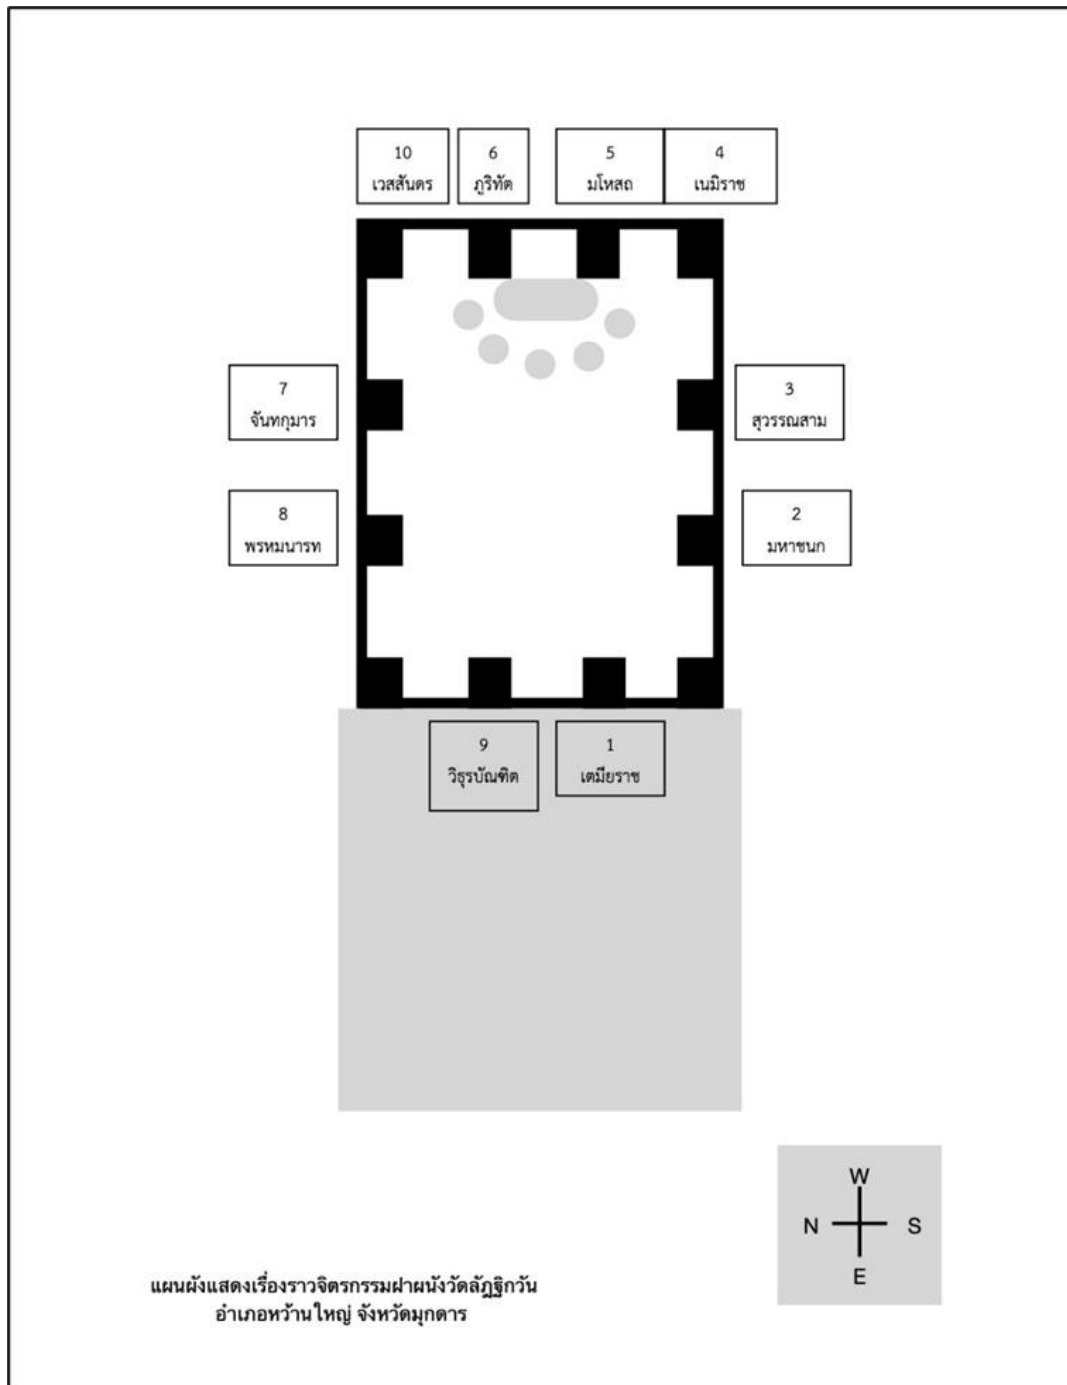 10
เวสสันดร
6
ภูริทัต
5
มโหสถ
4
เนมิราช
7
จันทกุมาร
3
สุวรรณสาม
8
พรหมนารท
2
มหาชนก
9
วิธุรบัณฑิต
1
เตมียราช
W
N
S
E
แผนผังแสดงเรื่องราวจิตรกรรมฝาผนังวัดลัฏฐิกวัน
อำเภอหว้านใหญ่ จังหวัดมุกดาร